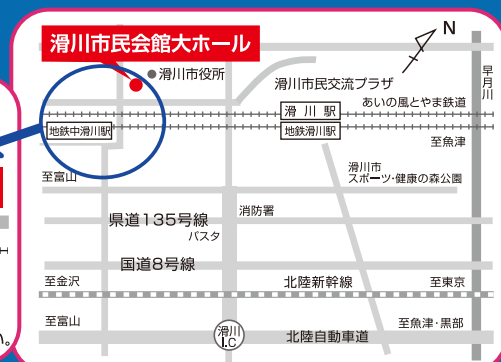 滑川市民会館大ホール
N
滑川市役所
滑川市民交流プラザ
早月川
あいの風とやま鉄道
滑川駅
地鉄中滑川駅
地鉄滑川駅
至魚津
至富山
滑川市
スポーツ・健康の森公園
消防署
県道135号線
パスタ
国道8号線
至金沢
北陸新幹線
至東京
至富山
滑川
I.C
至魚津・黒部
北陸自動車道
い。